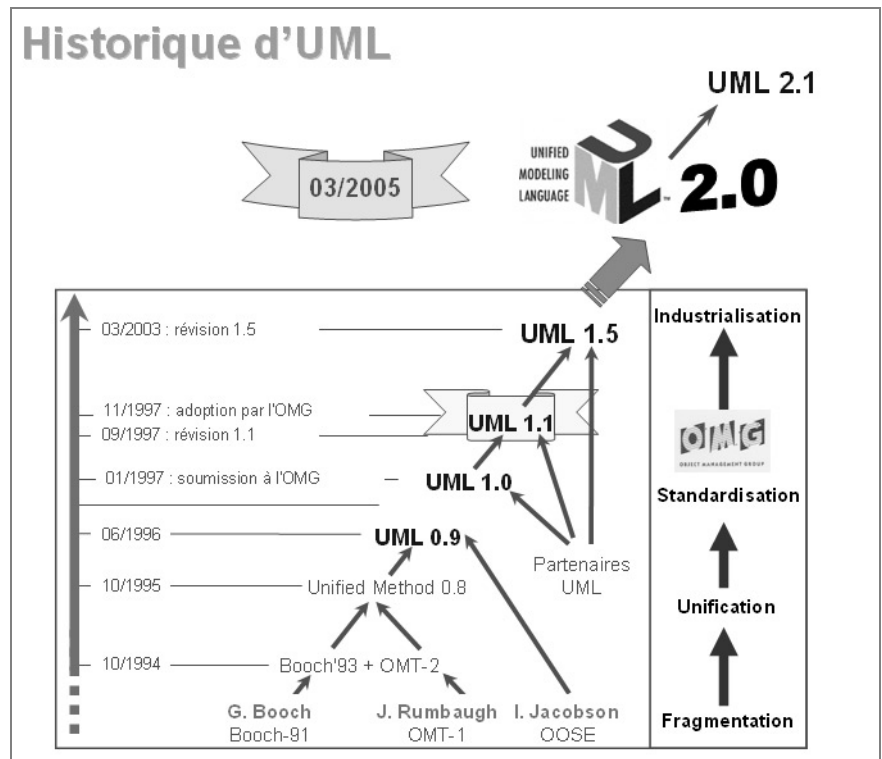 Historique d'UML
UML 2.1
03/2005
UNIFIED
MODELING
LANGUAGE
UML™ 2.0
03/2003 : révision 1.5
UML 1.5
11/1997 : adoption par l'OMG
09/1997 : révision 1.1
UML 1.1
01/1997 : soumission à l'OMG
UML 1.0
06/1996
UML 0.9
Partenaires
UML
10/1995
Unified Method 0.8
10/1994
Booch'93 + OMT-2
G. Booch
Booch-91
J. Rumbaugh
OMT-1
I. Jacobson
OOSE
Industrialisation
OMG
OBJECT MANAGEMENT GROUP
Standardisation
Unification
Fragmentation